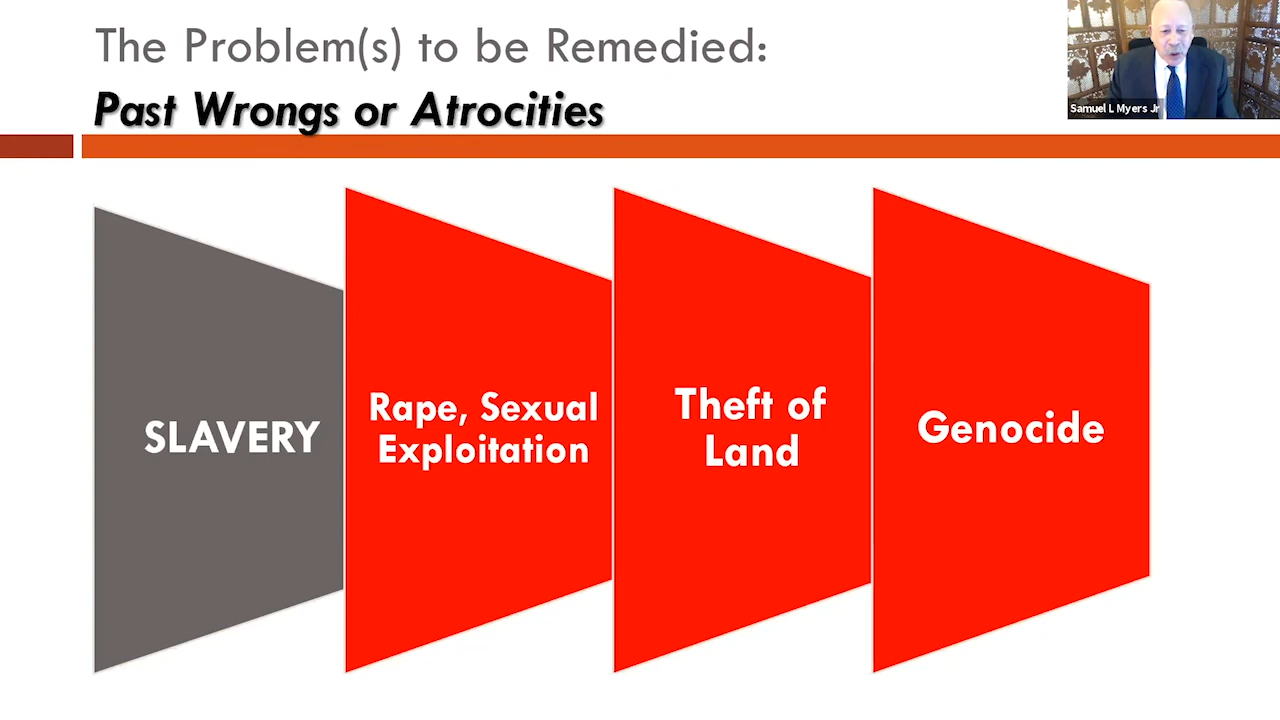 The Problem(s) to be Remedied:
Past Wrongs or Atrocities
Samuel L Myers Jr
SLAVERY
Rape, Sexual
Exploitation
Theft of
Land
Genocide